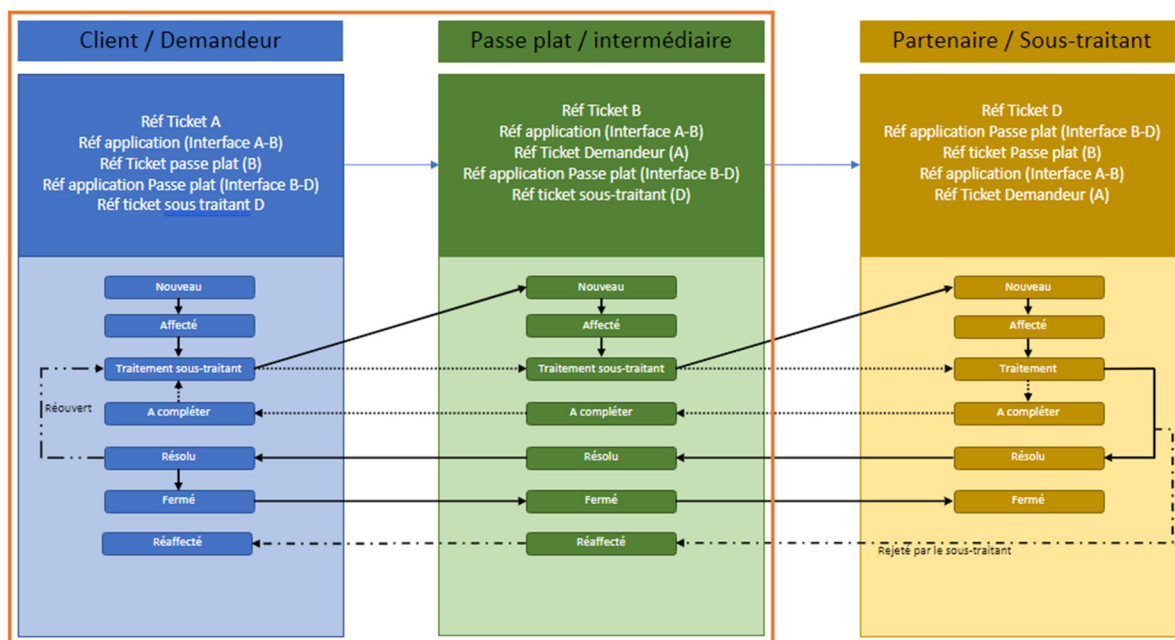 Client / Demandeur
Réf Ticket A
Réf application (Interface A-B)
Réf Ticket passe plat (B)
Réf application Passe plat (Interface B-D)
Réf ticket sous traitant D
Nouveau
Affecté
Traitement sous-traitant
Réouvert
A compléter
Résolu
Fermé
Réaffecté
Passe plat / intermédiaire
Réf Ticket B
Réf application (Interface A-B)
Réf Ticket Demandeur (A)
Réf application Passe plat (Interface B-D)
Réf ticket sous-traitant (D)
Nouveau
Affecté
Traitement sous-traitant
A compléter
Résolu
Fermé
Réaffecté
Partenaire / Sous-traitant
Réf Ticket D
Réf application Passe plat (Interface B-D)
Réf ticket Passe plat (B)
Réf application (Interface A-B)
Réf Ticket Demandeur (A)
Nouveau
Affecté
Traitement
A compléter
Résolu
Fermé
Rejeté par le sous-traitant